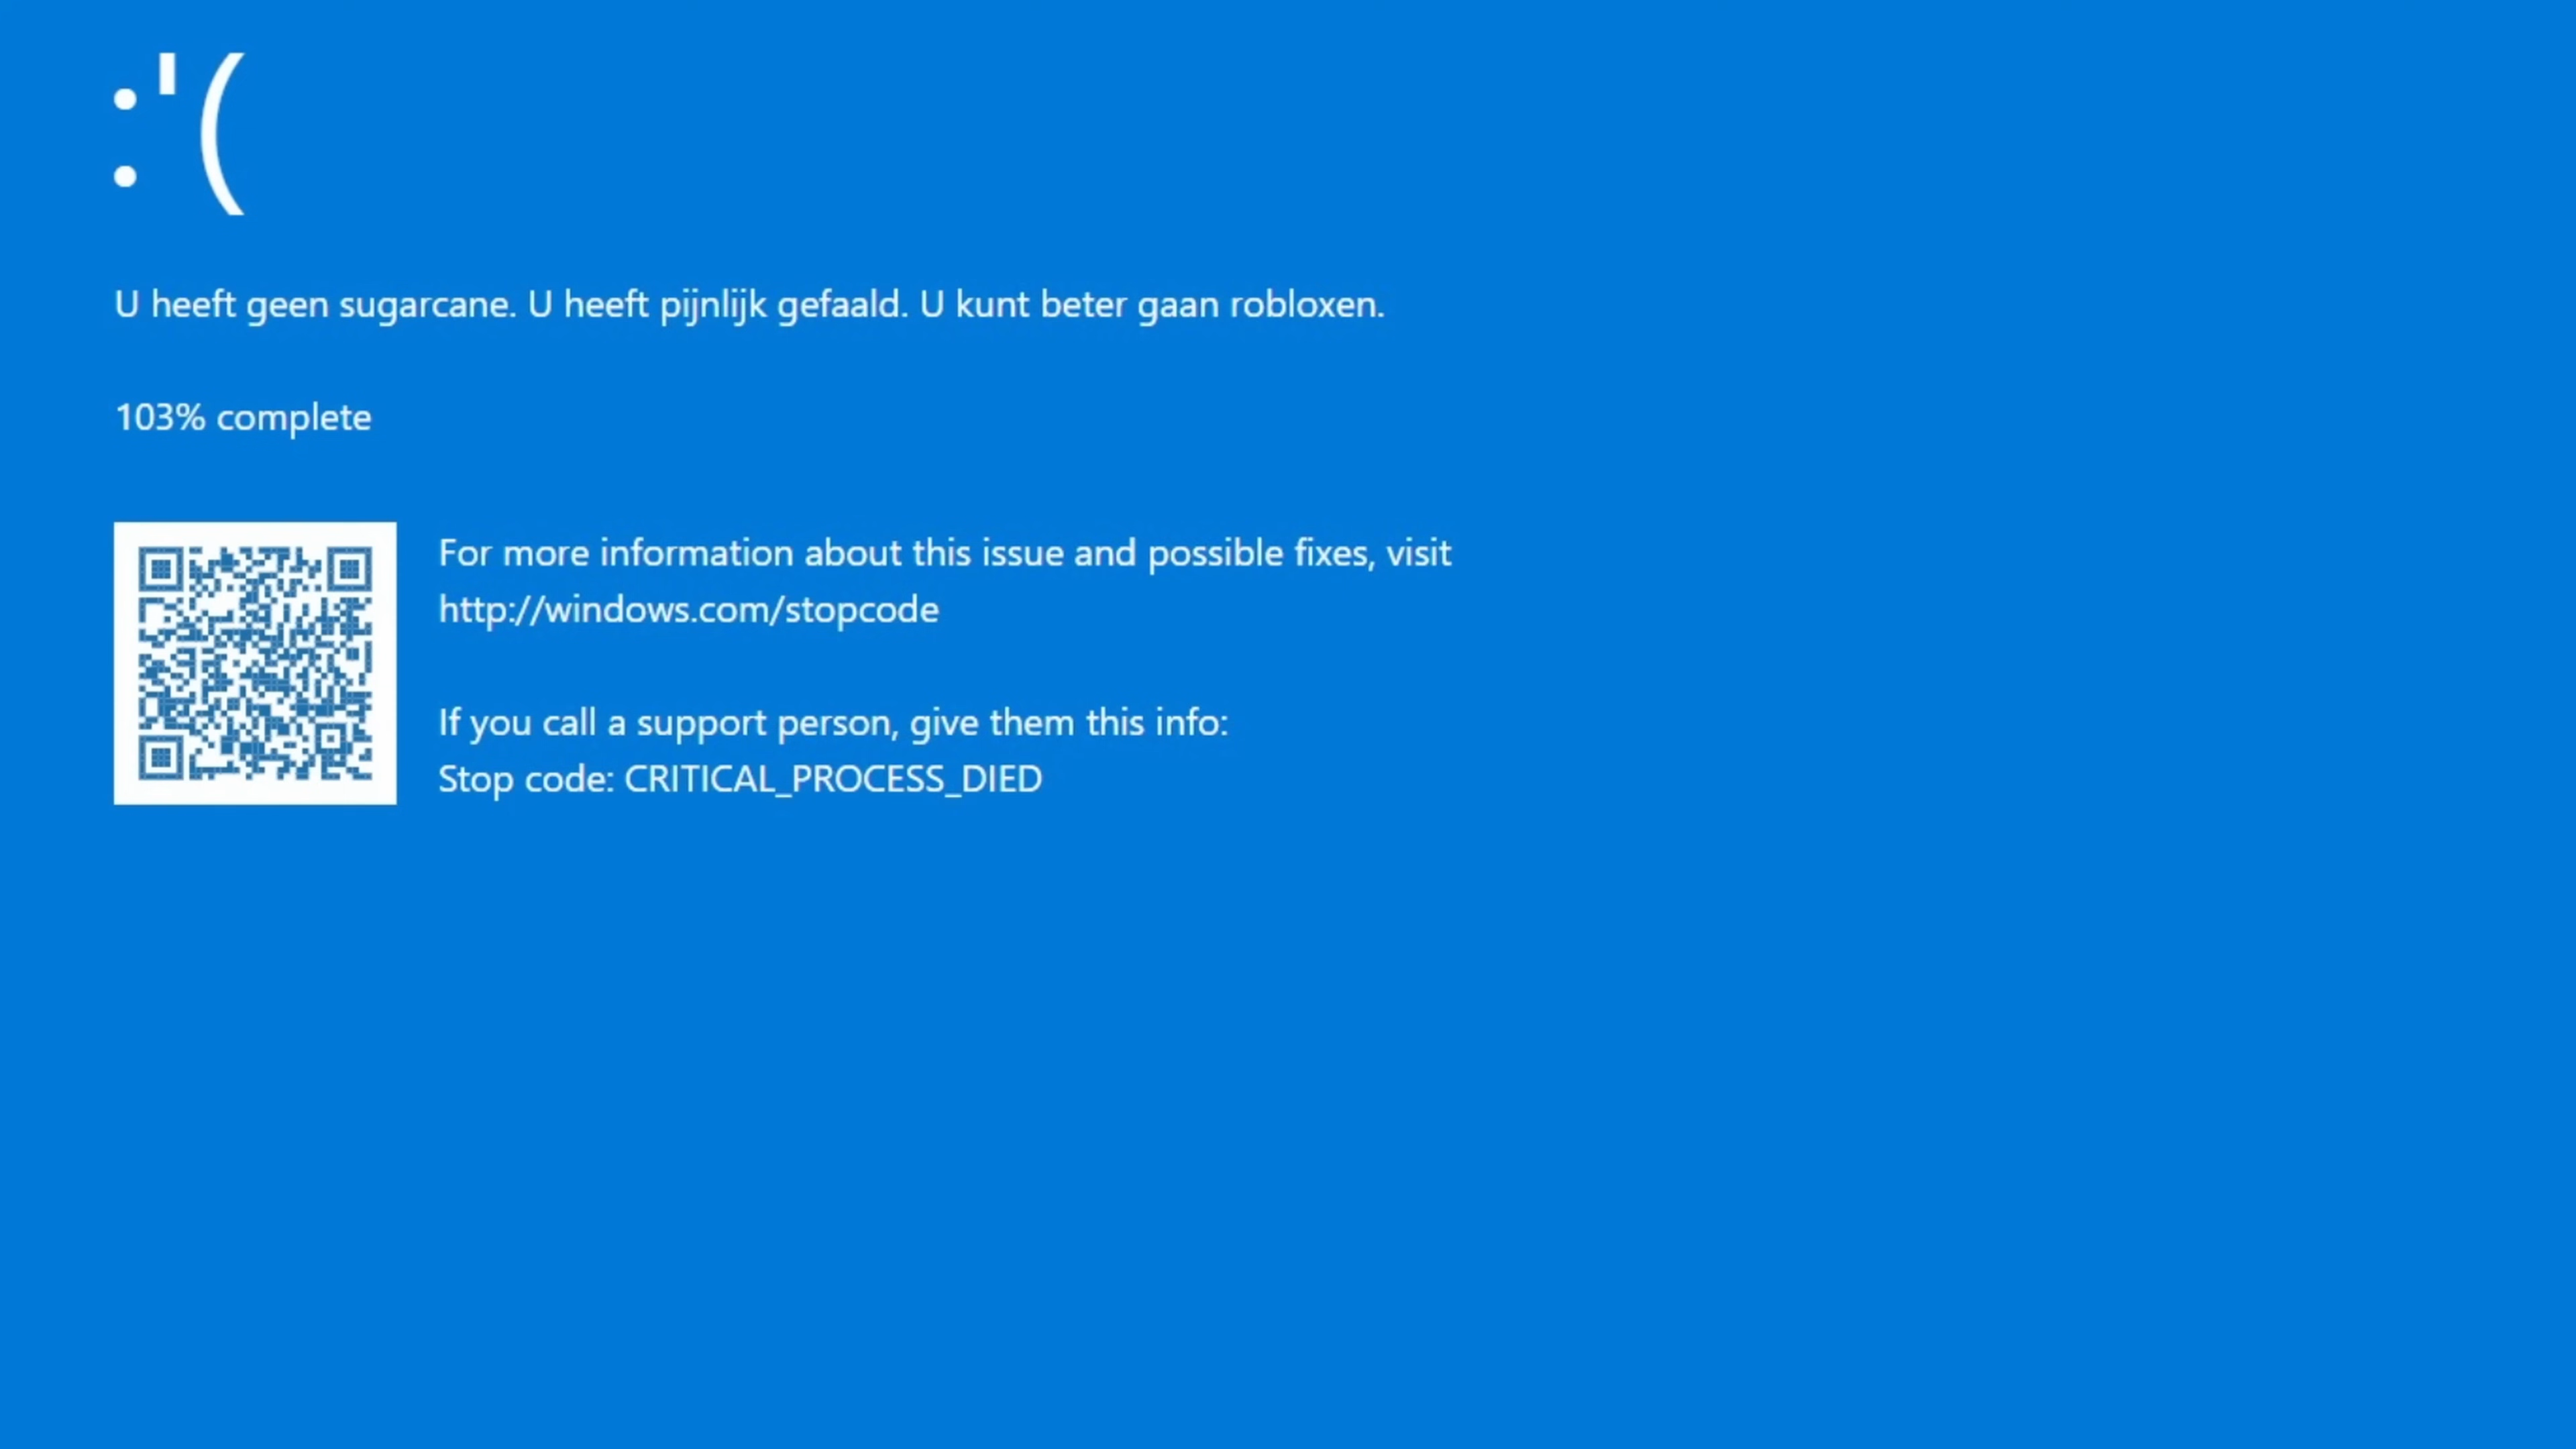 :'(
U heeft geen sugarcane. U heeft pijnlijk gefaald. U kunt beter gaan robloxen.
103% complete
For more information about this issue and possible fixes, visit
http://windows.com/stopcode
If you call a support person, give them this info:
Stop code: CRITICAL_PROCESS_DIED